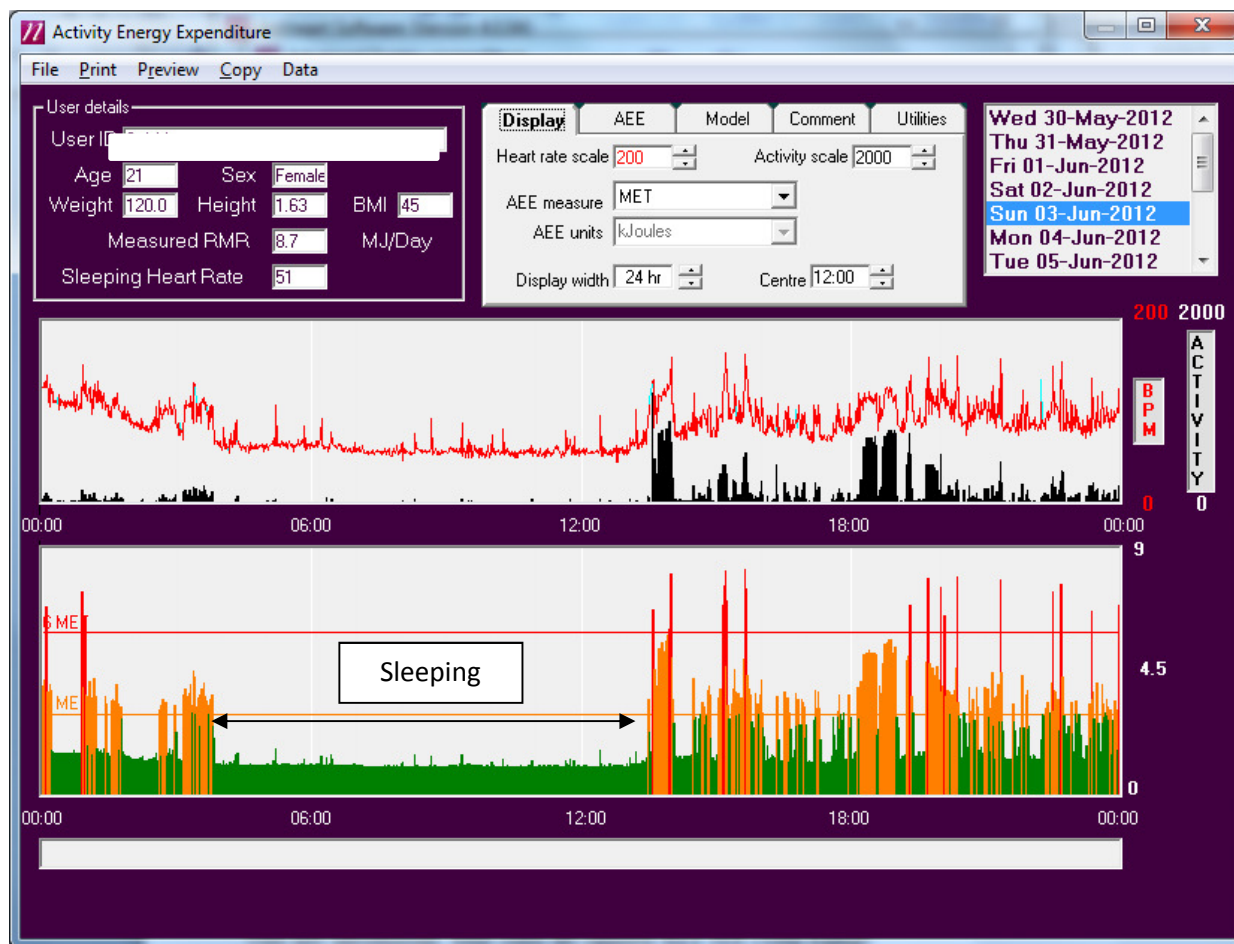 Activity Energy Expenditure
File Print Preview Copy Data
User details
User ID
Age 21 Sex Female
Weight 120.0 Height 1.63 BMI 45
Measured RMR 8.7 MJ/Day
Sleeping Heart Rate 51
Display AEE Model Comment Utilities
Heart rate scale 200 Activity scale 2000
AEE measure MET
AEE units kJoules
Display width 24 hr Centre 12:00
Wed 30-May-2012
Thu 31-May-2012
Fri 01-Jun-2012
Sat 02-Jun-2012
Sun 03-Jun-2012
Mon 04-Jun-2012
Tue 05-Jun-2012
200 2000
BPM
ACTIVITY
0 0
00:00 06:00 12:00 18:00 00:00
9
6 MET
Sleeping
4.5
ME
0
00:00 06:00 12:00 18:00 00:00